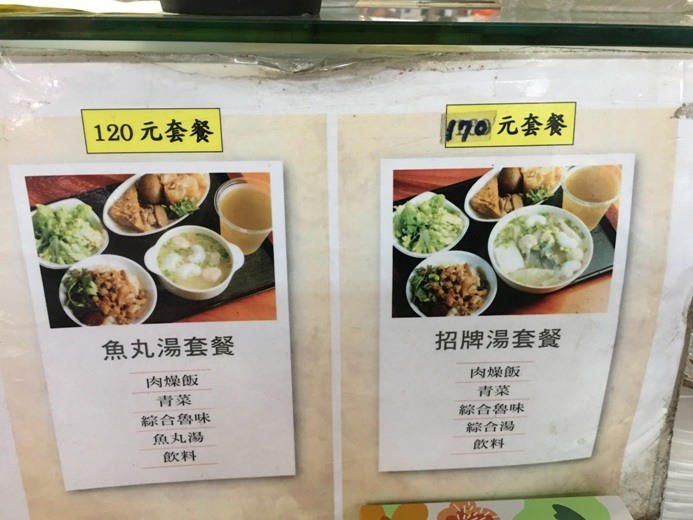 120元套餐
魚丸湯套餐
肉燥飯
青菜
綜合魯味
魚丸湯
飲料
170元套餐
招牌湯套餐
肉燥飯
青菜
綜合魯味
綜合湯
飲料